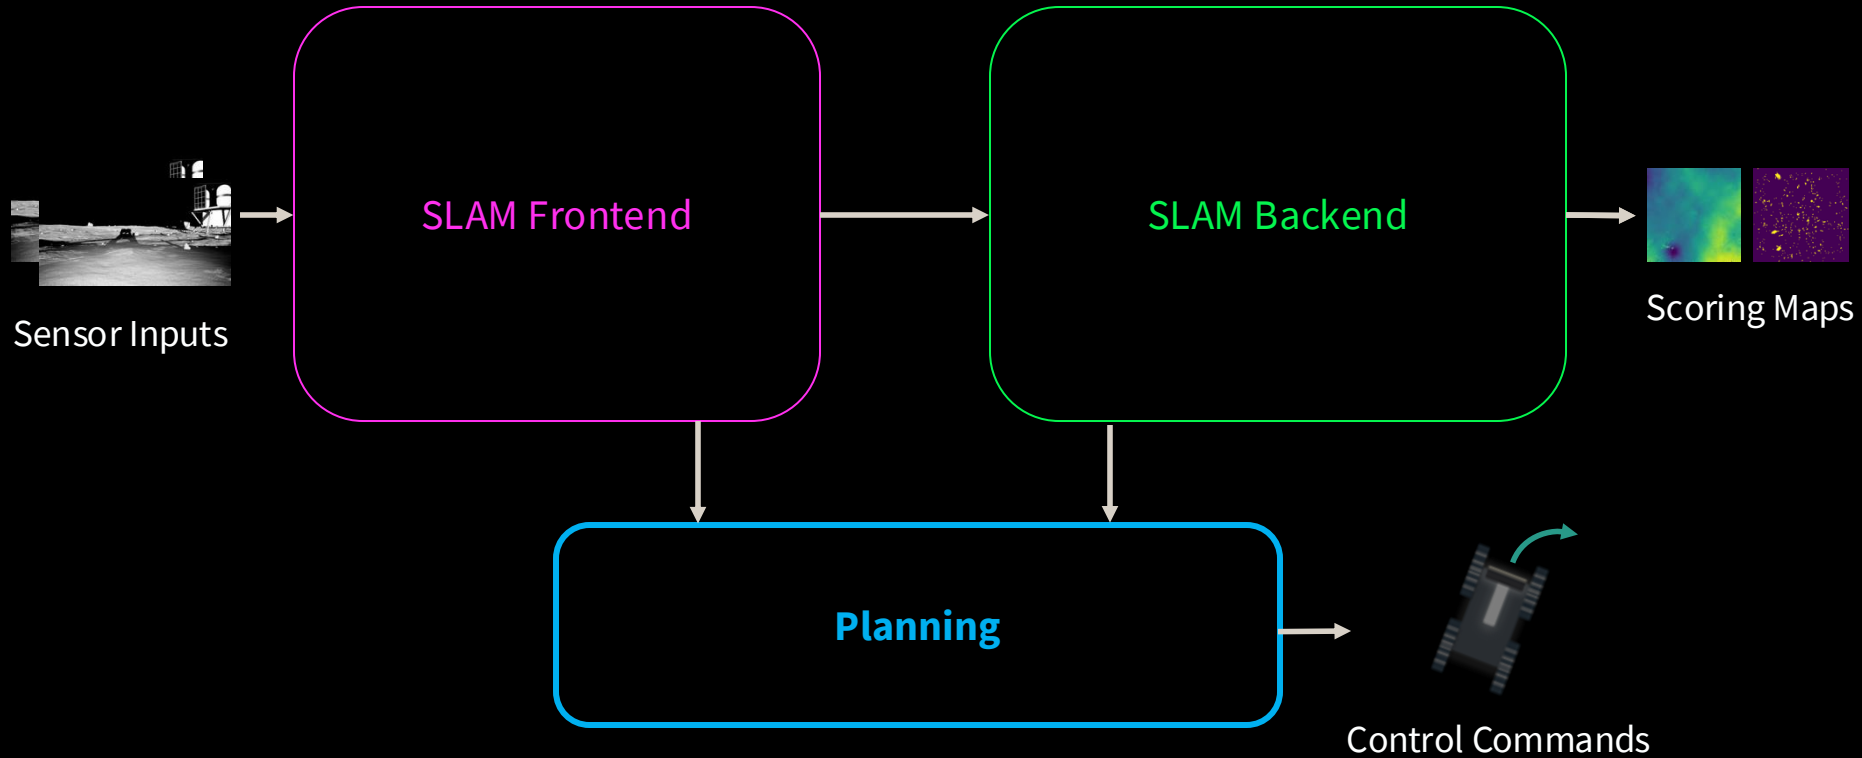 SLAM Frontend
SLAM Backend
Sensor Inputs
Scoring Maps
Planning
Control Commands